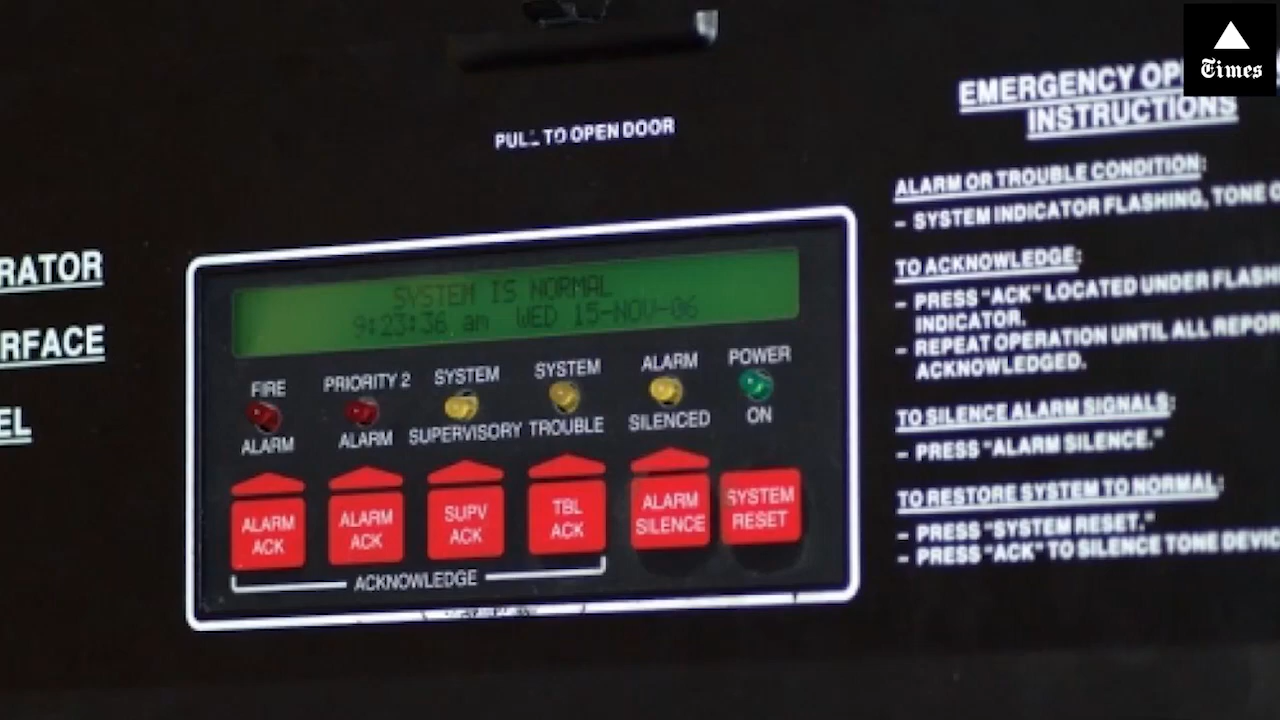 Times
EMERGENCY
INSTRUCTIONS
PULL TO OPEN DOOR
ALARM OR TROUBLE CONDITION:
- SYSTEM INDICATOR FLASHING, TONE
TO ACKNOWLEDGE:
- PRESS "ACK" LOCATED UNDER
INDICATOR.
- REPEAT OPERATION UNTIL ALL
ACKNOWLEDGED.
TO SILENCE ALARM SIGNALS:
- PRESS "ALARM SILENCE."
TO RESTORE SYSTEM TO NORMAL:
- PRESS "SYSTEM RESET."
- PRESS "ACK" TO SILENCE TONE
RATOR
RFACE
EL
SYSTEM IS NORMAL
9:23:36 am WED 15-NOV-06
FIRE
ALARM
PRIORITY 2
ALARM
SYSTEM
SUPERVISORY
SYSTEM
TROUBLE
ALARM
SILENCED
POWER
ON
ALARM
ACK
ALARM
ACK
SUPV
ACK
TBL
ACK
ALARM
SILENCE
SYSTEM
RESET
ACKNOWLEDGE